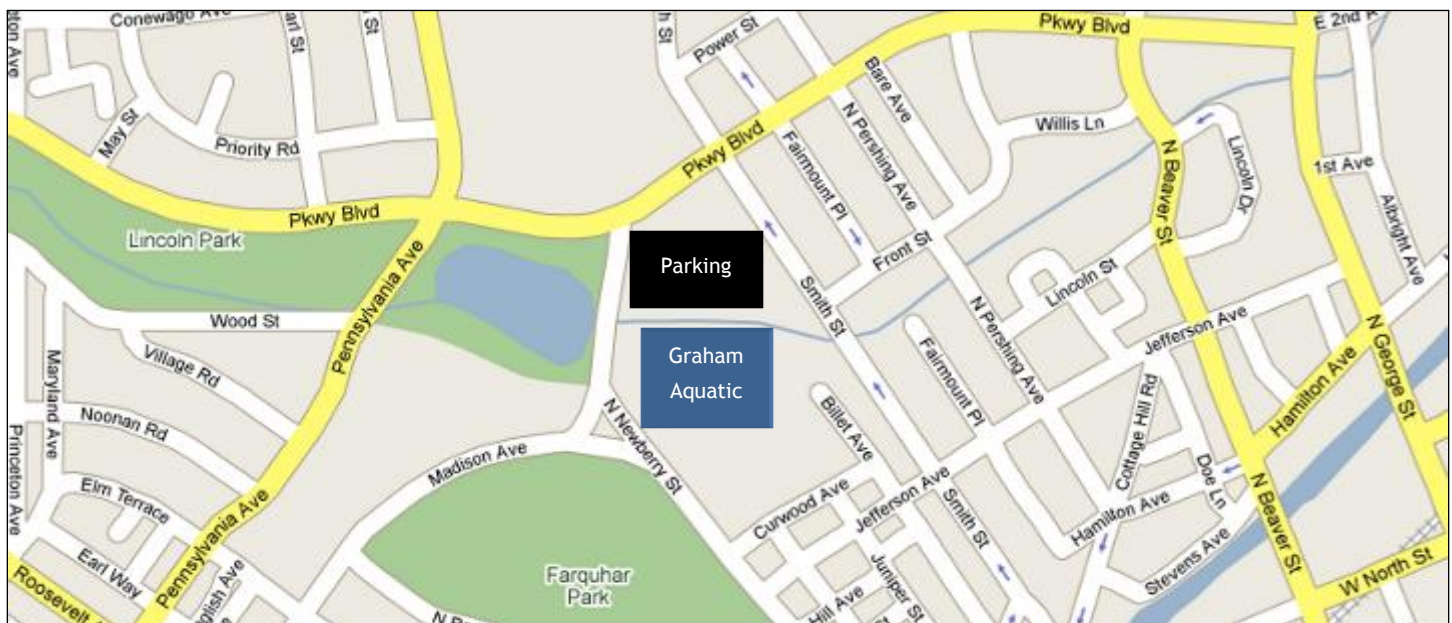 Conewago Ave
Power St
Pkwy Blvd
E 2nd
Bare Ave
May St
Priority Rd
N Pershing Ave
Willis Ln
Lincoln Dr
1st Ave
Pkwy Blvd
Fairmount Pl
N Beaver St
Albright Ave
Pkwy Blvd
Lincoln Park
Parking
Front St
Pennsylvania Ave
Smith St
Lincoln St
Wood St
N Pershing Ave
Jefferson Ave
N George St
Village Rd
Graham
Aquatic
Fairmount Pl
Hamilton Ave
Maryland Ave
Billet Ave
Noonan Rd
Princeton Ave
Madison Ave
N Newberry St
Cottage Hill Rd
Elm Terrace
Curwood Ave
Jefferson Ave
Smith St
Doe Ln
N Beaver St
Pennsylvania Ave
Hamilton Ave
Earl Way
Stevens Ave
Roosevelt
Farquhar
Park
Juniper St
W North St
Hill Ave